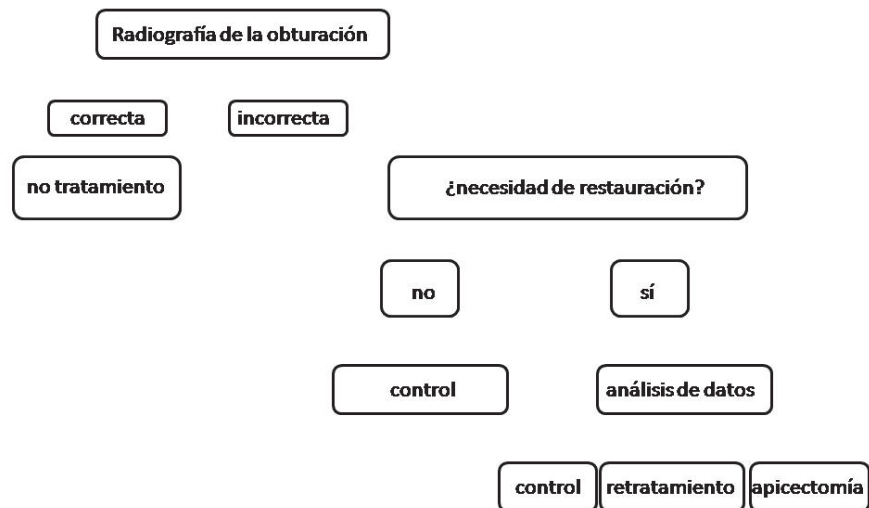 Radiografía de la obturación
correcta
incorrecta
no tratamiento
¿necesidad de restauración?
no
sí
control
análisis de datos
control
retratamiento
apicectomía